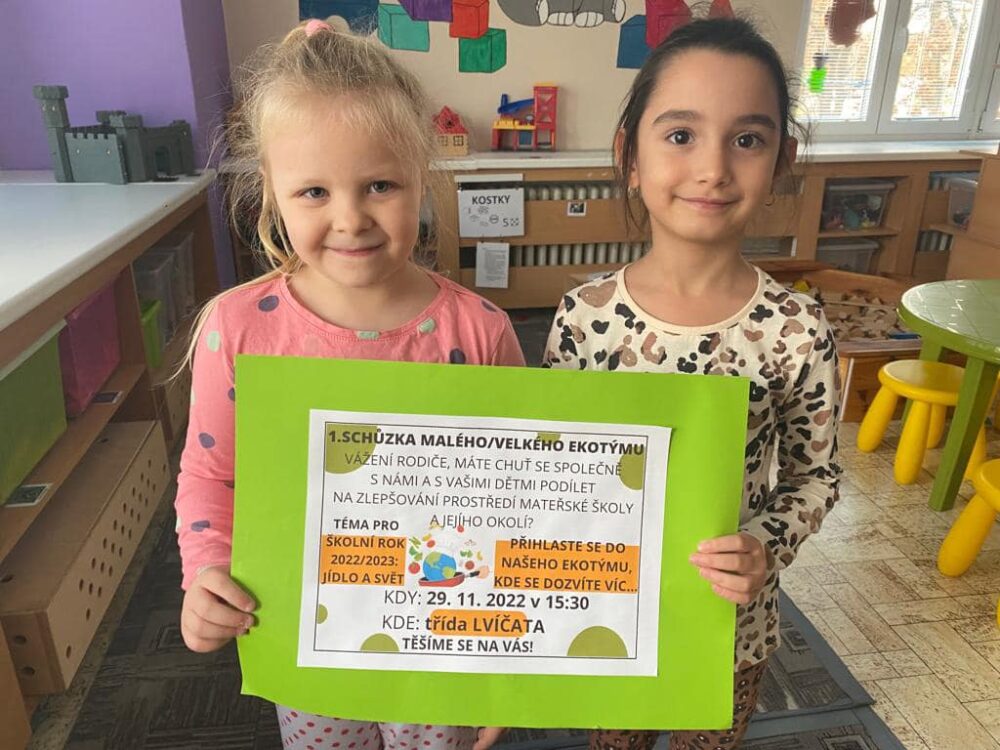 KOSTKY
5
1.SCHŮZKA MALÉHO/VELKÉHO EKOTÝMU
VÁŽENÍ RODIČE, MÁTE CHUŤ SE SPOLEČNĚ
S NÁMI A S VAŠIMI DĚTMI PODÍLET
NA ZLEPŠOVÁNÍ PROSTŘEDÍ MATEŘSKÉ ŠKOLY
A JEJÍHO OKOLÍ?
TÉMA PRO
ŠKOLNÍ ROK
2022/2023:
JÍDLO A SVĚT
PŘIHLASTE SE DO
NAŠEHO EKOTÝMU,
KDE SE DOZVÍTE VÍC...
KDY: 29. 11. 2022 v 15:30
KDE: třída LVÍČATA
TĚŠÍME SE NA VÁS!